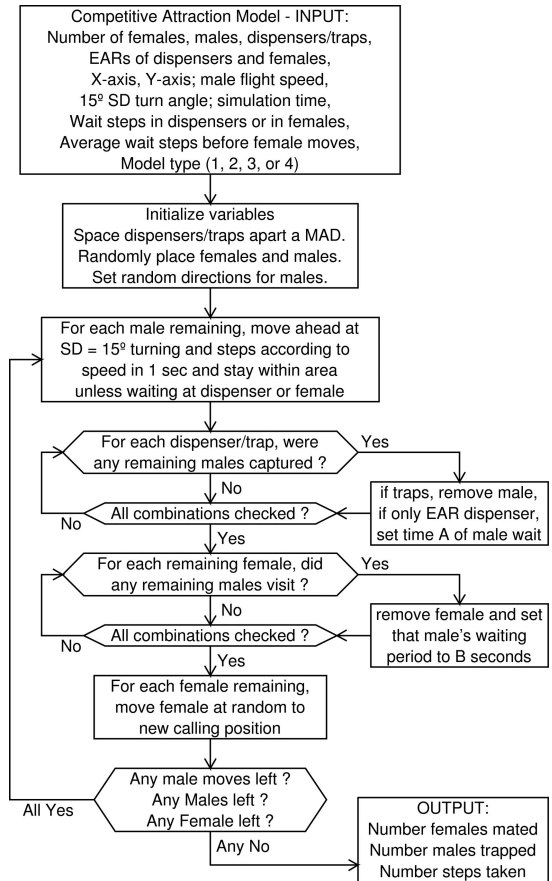 Competitive Attraction Model - INPUT:
Number of females, males, dispensers/traps,
EARs of dispensers and females,
X-axis, Y-axis; male flight speed,
15º SD turn angle; simulation time,
Wait steps in dispensers or in females,
Average wait steps before female moves,
Model type (1, 2, 3, or 4)
Initialize variables
Space dispensers/traps apart a MAD.
Randomly place females and males.
Set random directions for males.
For each male remaining, move ahead at
SD = 15º turning and steps according to
speed in 1 sec and stay within area
unless waiting at dispenser or female
For each dispenser/trap, were
any remaining males captured ?
Yes
No
if traps, remove male,
if only EAR dispenser,
set time A of male wait
All combinations checked ?
No
Yes
For each remaining female, did
any remaining males visit ?
Yes
No
remove female and set
that male's waiting
period to B seconds
All combinations checked ?
No
Yes
For each female remaining,
move female at random to
new calling position
Any male moves left ?
Any Males left ?
Any Female left ?
All Yes
Any No
OUTPUT:
Number females mated
Number males trapped
Number steps taken